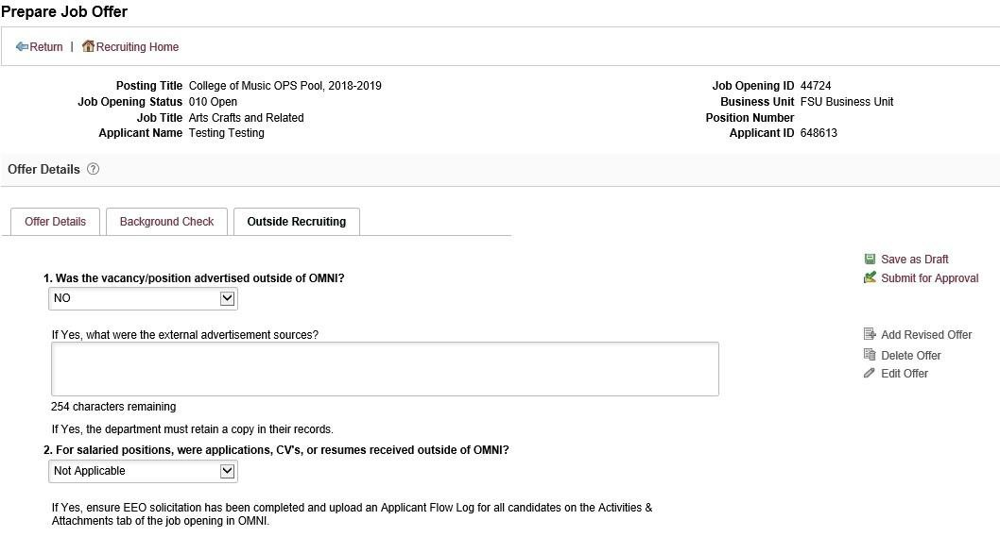 Prepare Job Offer
Return | Recruiting Home
Posting Title College of Music OPS Pool, 2018-2019
Job Opening ID 44724
Job Opening Status 010 Open
Business Unit FSU Business Unit
Job Title Arts Crafts and Related
Position Number
Applicant Name Testing Testing
Applicant ID 648613
Offer Details ?
Offer Details
Background Check
Outside Recruiting
Save as Draft
Submit for Approval
1. Was the vacancy/position advertised outside of OMNI?
NO
If Yes, what were the external advertisement sources?
Add Revised Offer
Delete Offer
Edit Offer
254 characters remaining
If Yes, the department must retain a copy in their records.
2. For salaried positions, were applications, CV's, or resumes received outside of OMNI?
Not Applicable
If Yes, ensure EEO solicitation has been completed and upload an Applicant Flow Log for all candidates on the Activities &
Attachments tab of the job opening in OMNI.